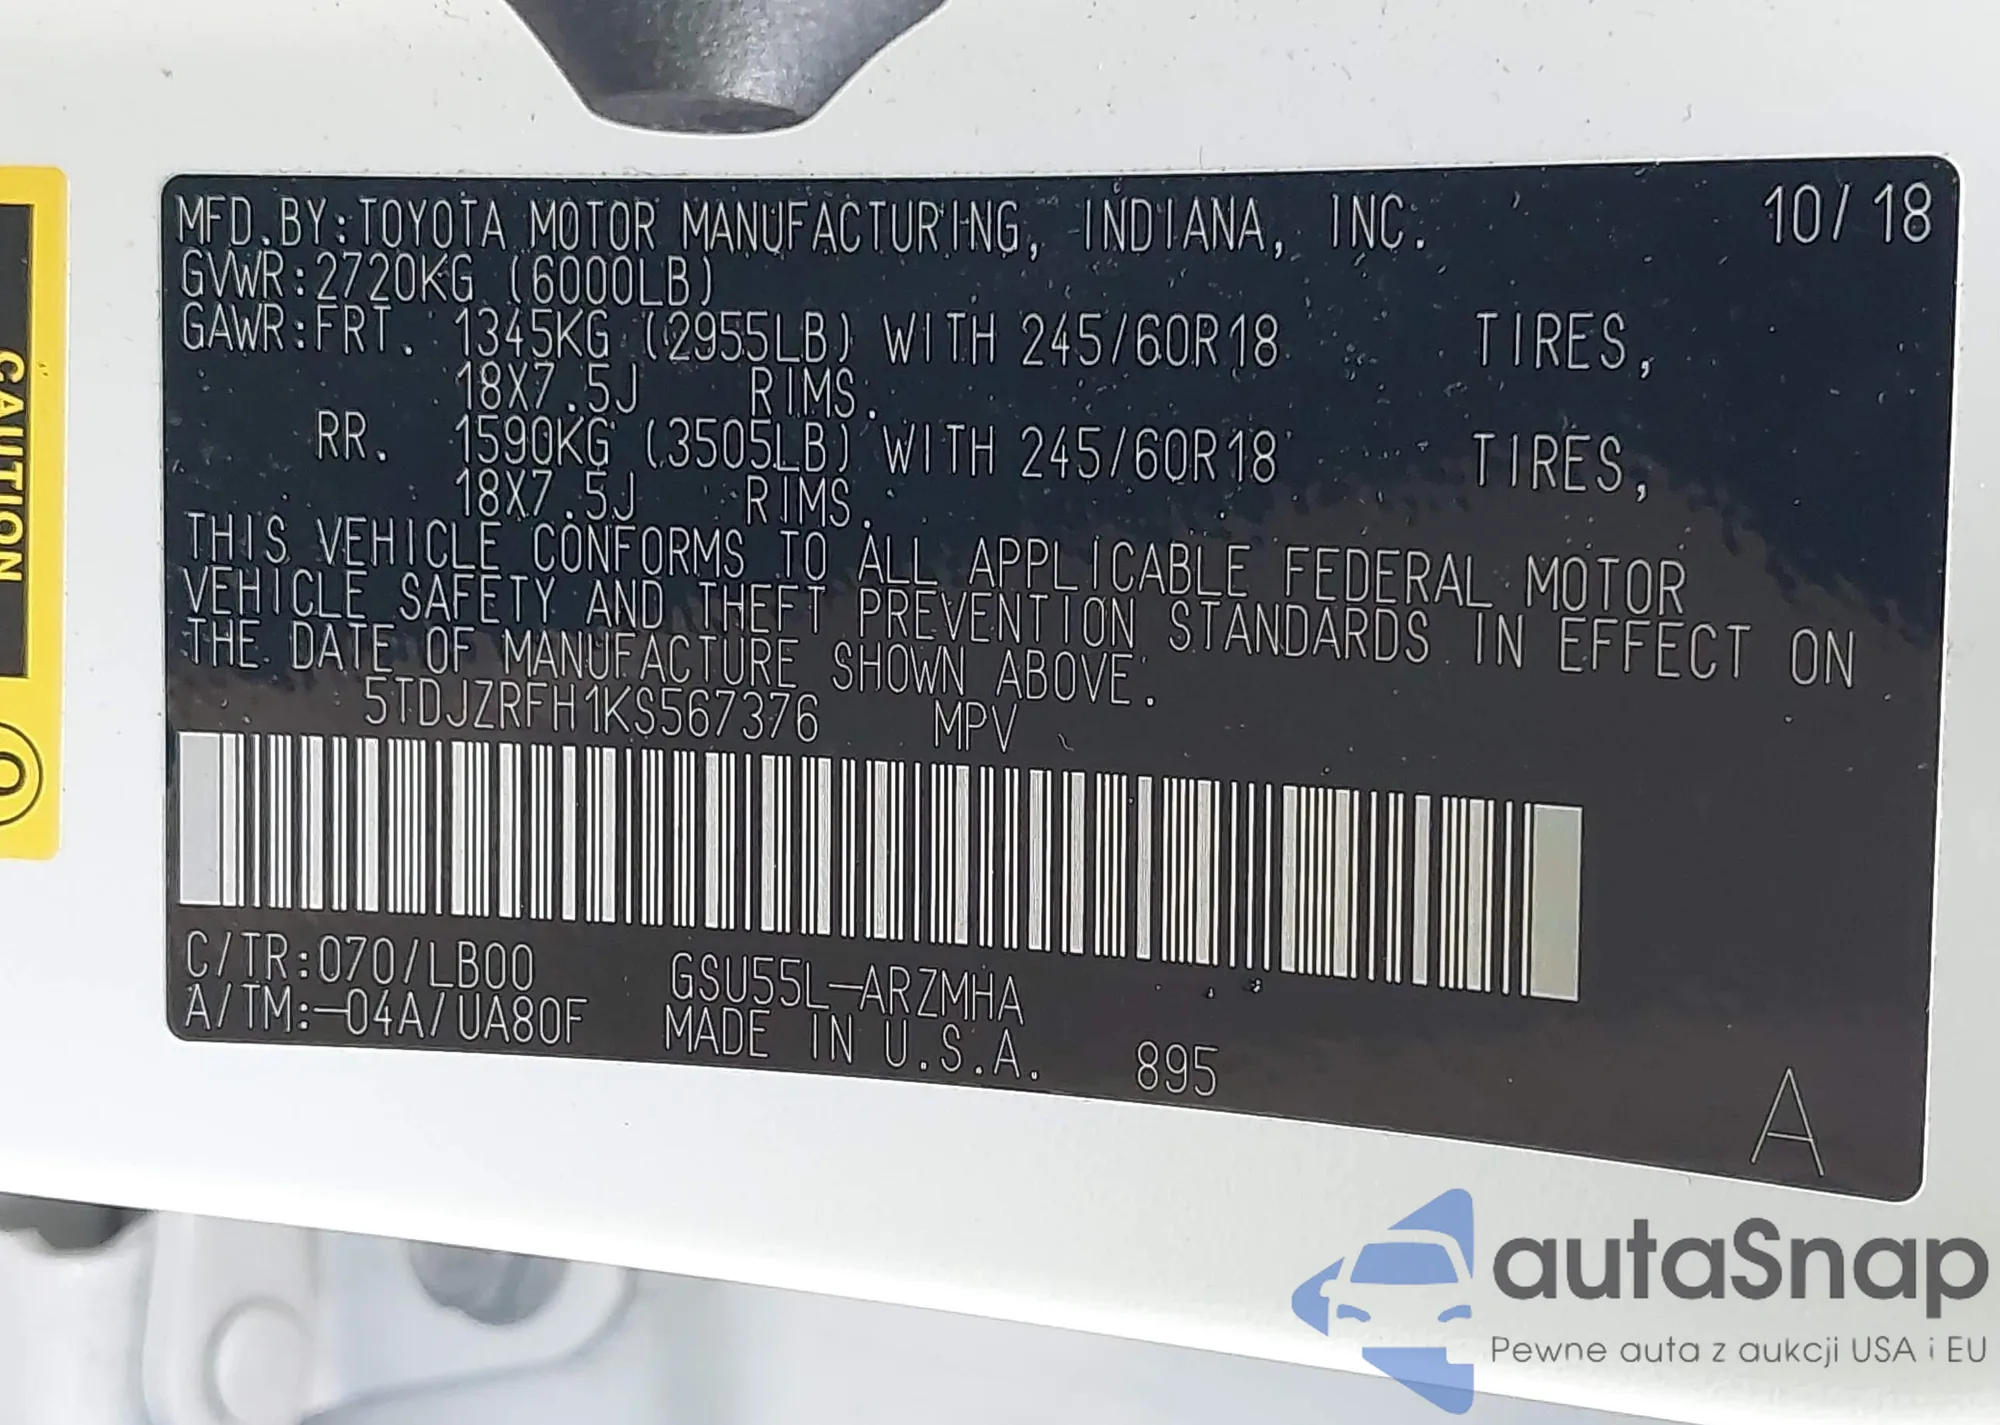 MFD.BY:TOYOTA MOTOR MANUFACTURING, INDIANA, INC. 10/18
GVWR:2720KG (6000LB)
GAWR:FRT. 1345KG (2955LB) WITH 245/60R18 TIRES,
18X7.5J RIMS.
RR. 1590KG (3505LB) WITH 245/60R18 TIRES,
18X7.5J RIMS.
THIS VEHICLE CONFORMS TO ALL APPLICABLE FEDERAL MOTOR
VEHICLE SAFETY AND THEFT PREVENTION STANDARDS IN EFFECT ON
THE DATE OF MANUFACTURE SHOWN ABOVE.
5TDJZRFH1KS567376 MPV
C/TR:070/LB00 GSU55L-ARZMHA
A/TM:-04A/UA80F MADE IN U.S.A. 895
A
CAUTION
autaSnap
Pewne auta z aukcji USA i EU